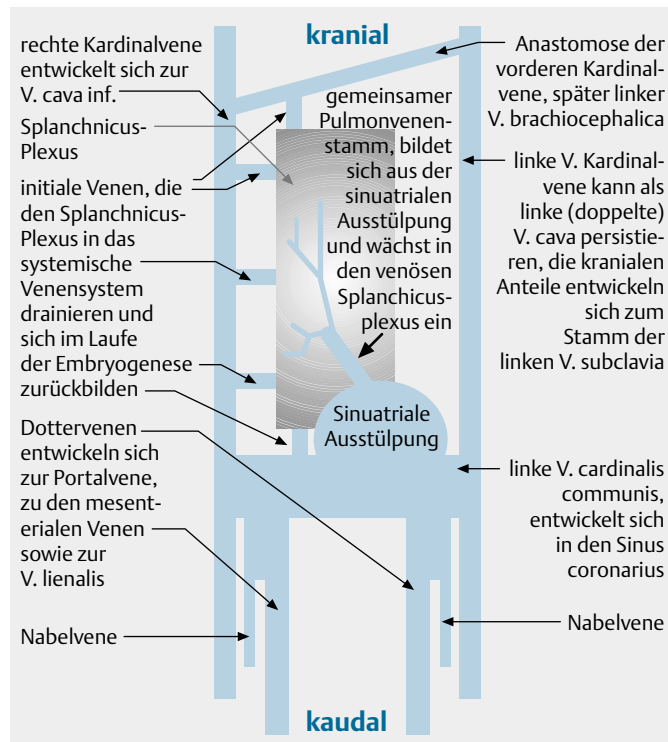 kranial
rechte Kardinalvene
entwickelt sich zur
V. cava inf.
Splanchnicus-
Plexus
initiale Venen, die
den Splanchnicus-
Plexus in das
systemische
Venensystem
drainieren und
sich im Laufe
der Embryogenese
zurückbilden
Dottervenen
entwickeln sich
zur Portalvene,
zu den mesent-
erialen Venen
sowie zur
V. lienalis
Nabelvene
gemeinsamer
Pulmonvenen-
stamm, bildet
sich aus der
sinuatrialen
Ausstülpung
und wächst in
den venösen
Splanchicus-
plexus ein
Sinuatriale
Ausstülpung
Anastomose der
vorderen Kardinal-
vene, später linker
V. brachiocephalica
linke V. Kardinal-
vene kann als
linke (doppelte)
V. cava persistie-
ren, die kranialen
Anteile entwickeln
sich zum
Stamm der
linken V. subclavia
linke V. cardinalis
communis,
entwickelt sich
in den Sinus
coronarius
Nabelvene
kaudal